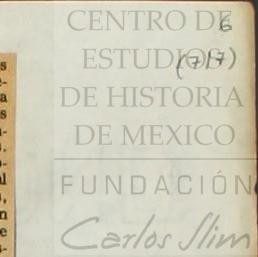 CENTRO DE
6
ESTUDIOS
(7/7)
DE HISTORIA
DE MEXICO
FUNDACIÓN
Carlos Slim